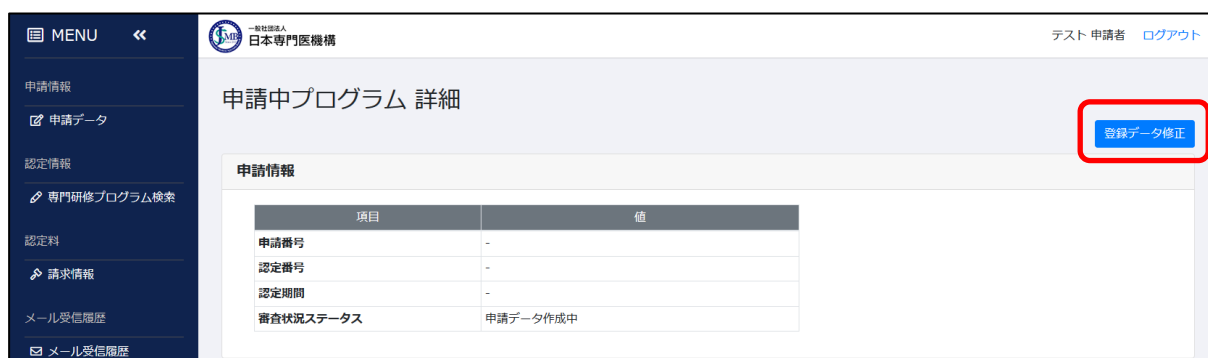 MENU
一般社団法人
日本専門医機構
テスト 申請者 ログアウト
申請情報
申請データ
認定情報
専門研修プログラム検索
認定料
請求情報
メール受信履歴
メール受信履歴
申請中プログラム 詳細
登録データ修正
申請情報
項目 値
申請番号 -
認定番号 -
認定期間 -
審査状況ステータス 申請データ作成中